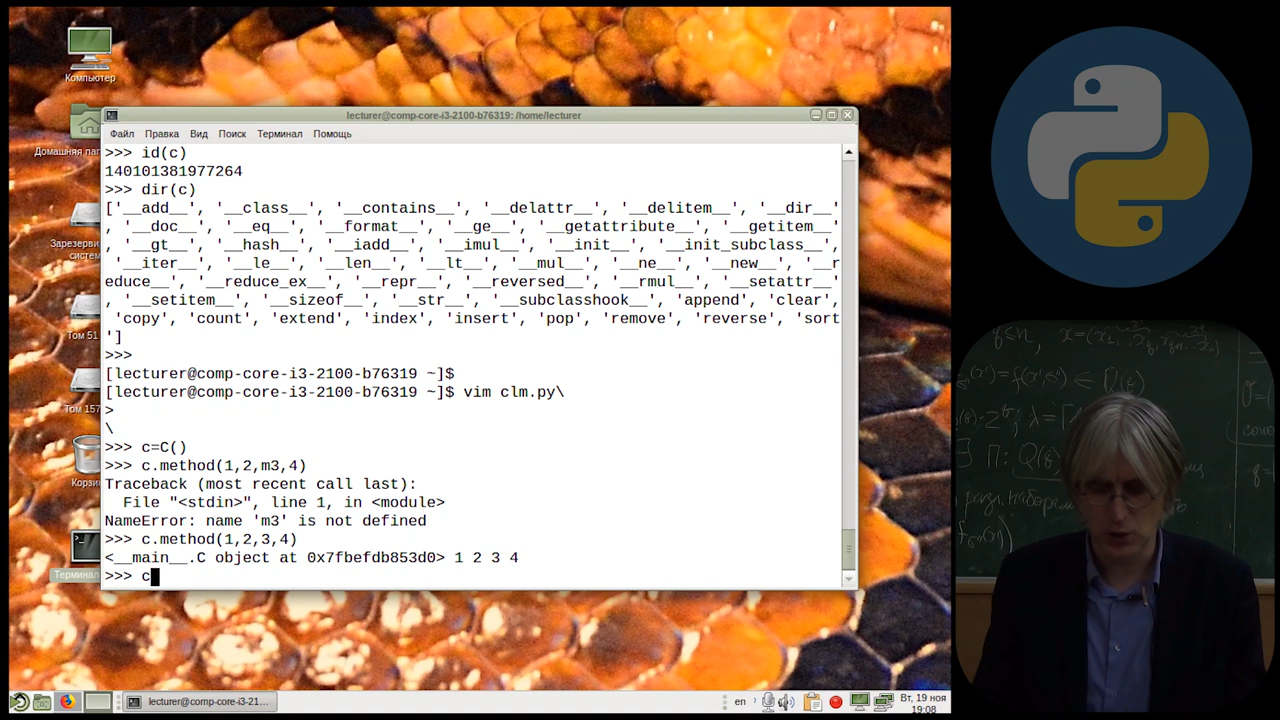 Компьютер
Домашняя пап
Зарезерви
систем
Том 51
Том 157
Корзи
Терминал
lecturer@comp-core-i3-2100-b76319: /home/lecturer
Файл Правка Вид Поиск Терминал Помощь
>>> id(c)
140101381977264
>>> dir(c)
['__add__', '__class__', '__contains__', '__delattr__', '__delitem__', '__dir__'
, '__doc__', '__eq__', '__format__', '__ge__', '__getattribute__', '__getitem__'
, '__gt__', '__hash__', '__iadd__', '__imul__', '__init__', '__init_subclass__',
'__iter__', '__le__', '__len__', '__lt__', '__mul__', '__ne__', '__new__', '__r
educe__', '__reduce_ex__', '__repr__', '__reversed__', '__rmul__', '__setattr__'
, '__setitem__', '__sizeof__', '__str__', '__subclasshook__', 'append', 'clear',
'copy', 'count', 'extend', 'index', 'insert', 'pop', 'remove', 'reverse', 'sort
']
>>>
[lecturer@comp-core-i3-2100-b76319 ~]$
[lecturer@comp-core-i3-2100-b76319 ~]$ vim clm.py\
>
\
>>> c=C()
>>> c.method(1,2,m3,4)
Traceback (most recent call last):
File "<stdin>", line 1, in <module>
NameError: name 'm3' is not defined
>>> c.method(1,2,3,4)
<__main__.C object at 0x7fbefdb853d0> 1 2 3 4
>>> c
lecturer@comp-core-i3-21...
en
Вт, 19 ноя
19:08